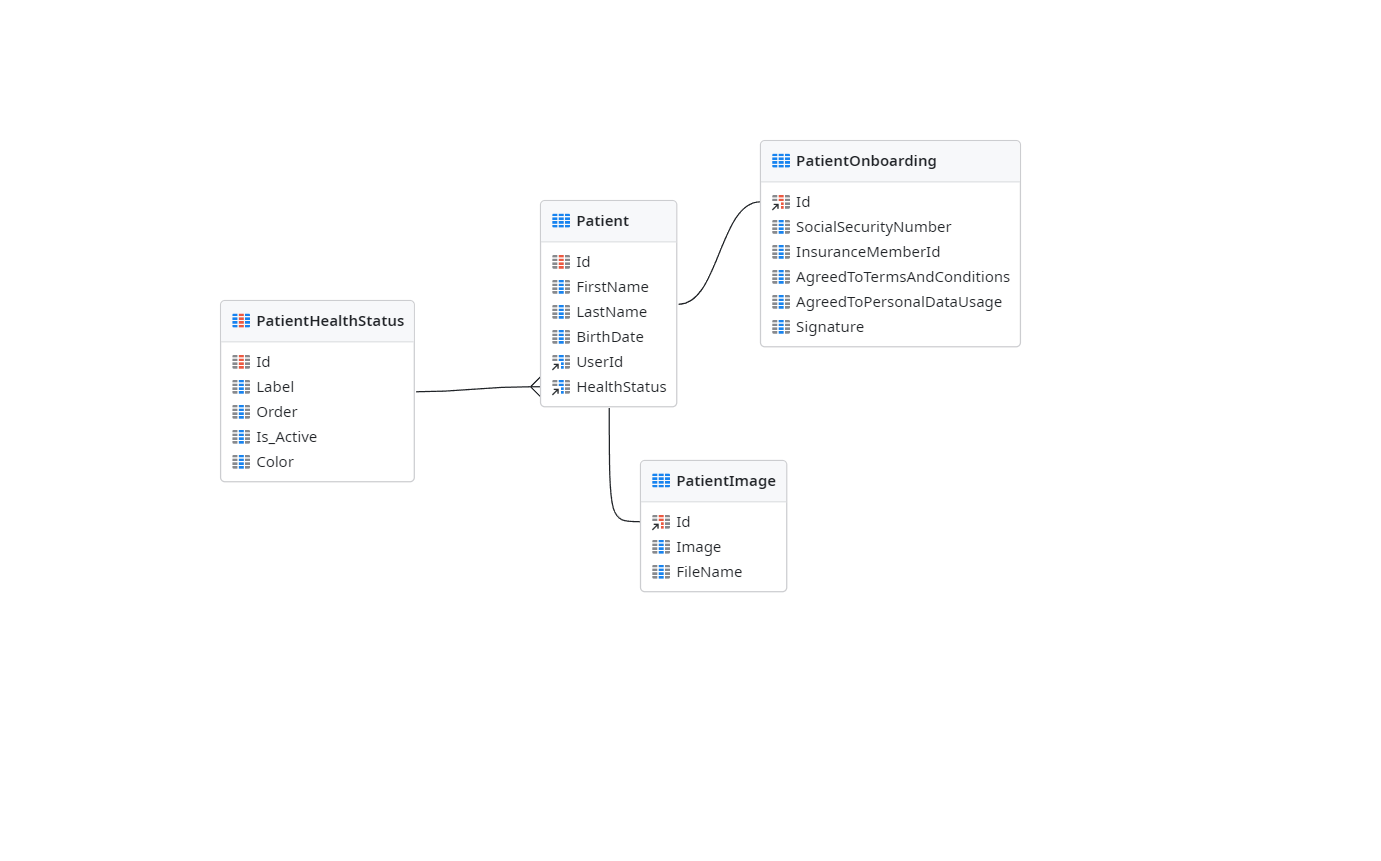 PatientOnboarding
Id
SocialSecurityNumber
InsuranceMemberId
AgreedToTermsAndConditions
AgreedToPersonalDataUsage
Signature
Patient
Id
FirstName
LastName
BirthDate
UserId
HealthStatus
PatientHealthStatus
Id
Label
Order
Is_Active
Color
PatientImage
Id
Image
FileName